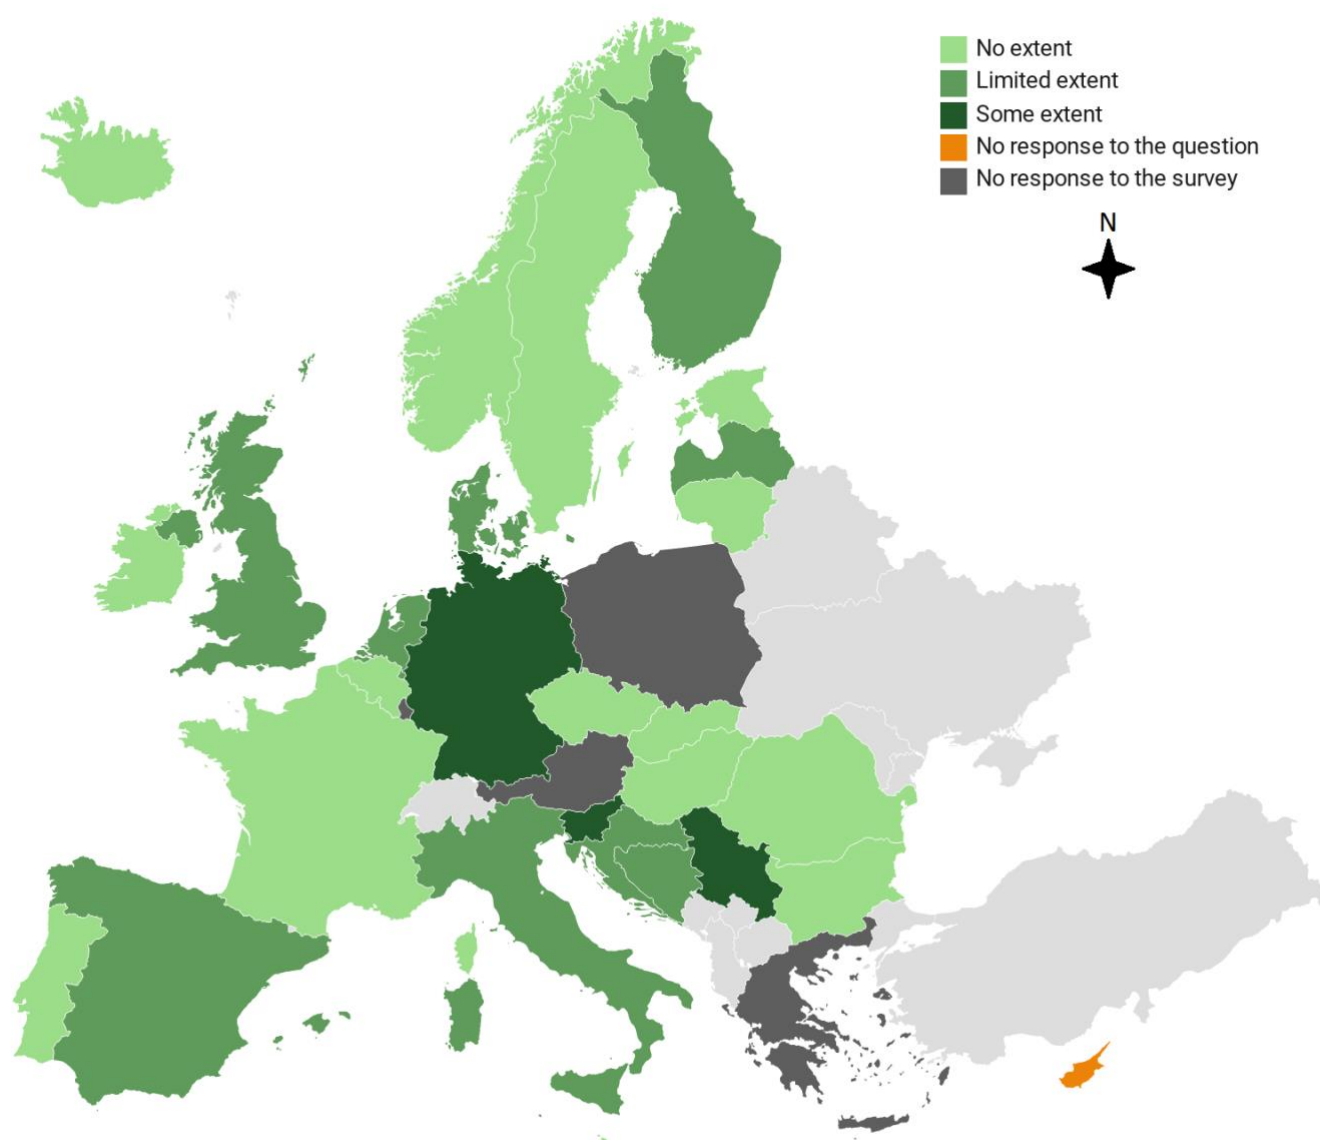 No extent
Limited extent
Some extent
No response to the question
No response to the survey
N